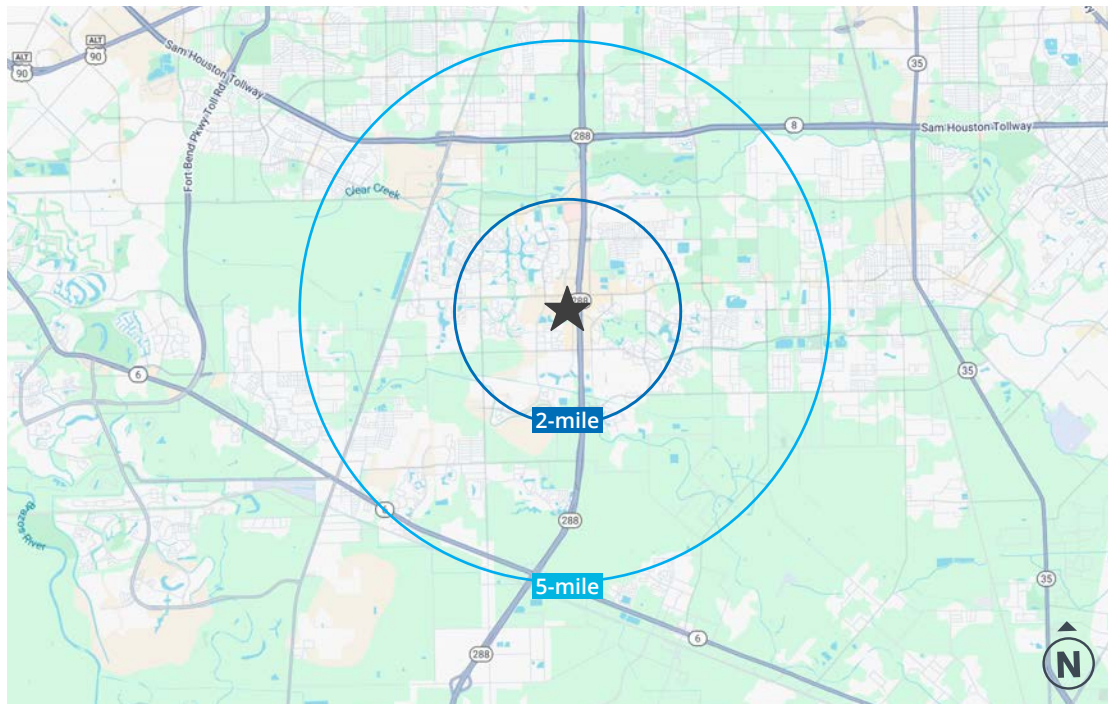 ALT
90
ALT
90
Sam Houston Tollway
35
Fort Bend Pkwy Toll Rd
288
8
Sam Houston Tollway
Clear Creek
288
6
35
2-mile
6
Brazos
River
288
5-mile
35
6
288
N